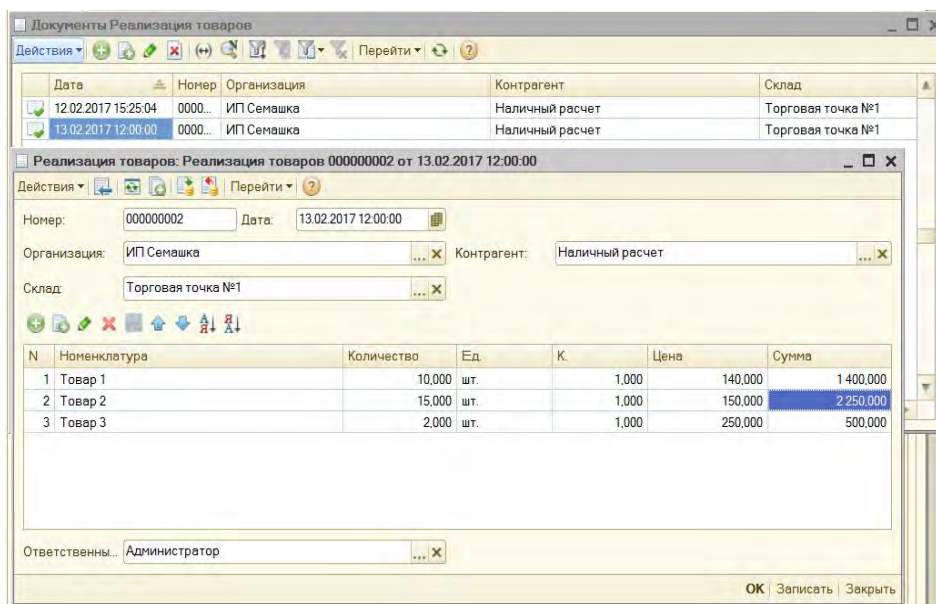 Документы Реализация товаров
Действия Перейти
Дата Номер Организация Контрагент Склад
12.02.2017 15:25:04 0000... ИП Семашка Наличный расчет Торговая точка №1
13.02.2017 12:00:00 0000... ИП Семашка Наличный расчет Торговая точка №1
Реализация товаров: Реализация товаров 000000002 от 13.02.2017 12:00:00
Действия Перейти
Номер: 000000002 Дата: 13.02.2017 12:00:00
Организация: ИП Семашка ... Контрагент: Наличный расчет ...
Склад: Торговая точка №1 ...
N Номенклатура Количество Ед. К. Цена Сумма
1 Товар 1 10,000 шт. 1,000 140,000 1 400,000
2 Товар 2 15,000 шт. 1,000 150,000 2 250,000
3 Товар 3 2,000 шт. 1,000 250,000 500,000
Ответственны... Администратор ...
ОК Записать Закрыть